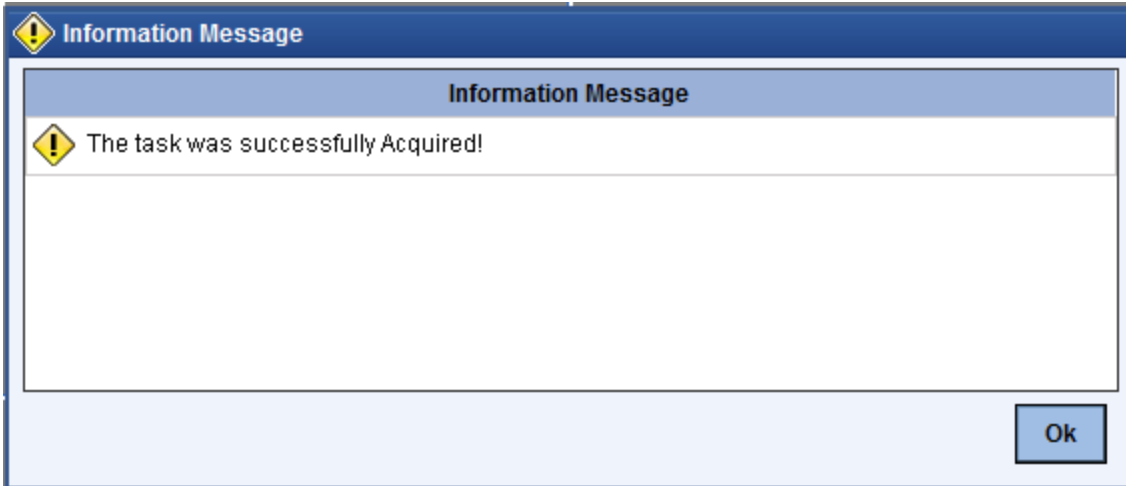 Information Message
Information Message
The task was successfully Acquired!
Ok